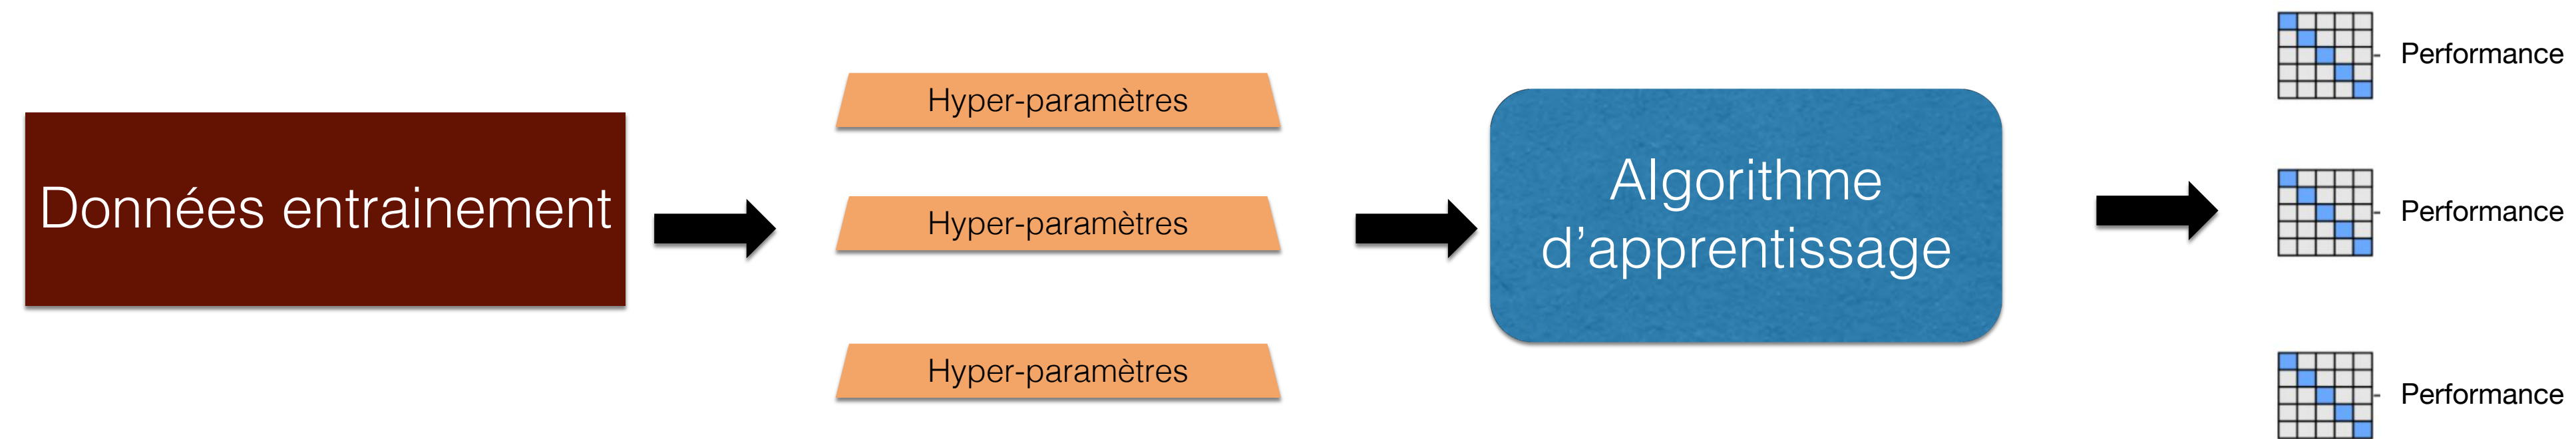 Données entrainement
Hyper-paramètres
Hyper-paramètres
Hyper-paramètres
Algorithme
d’apprentissage
Performance
Performance
Performance